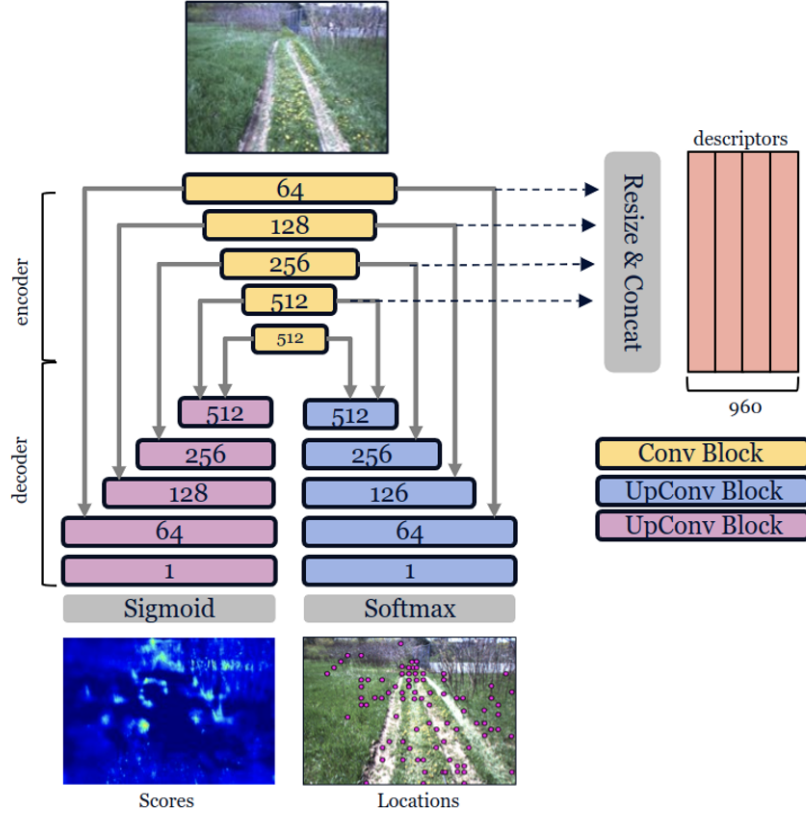 descriptors
64
128
256
512
512
Resize & Concat
encoder
960
decoder
512
512
256
256
128
126
64
64
1
1
Conv Block
UpConv Block
UpConv Block
Sigmoid
Softmax
Scores
Locations